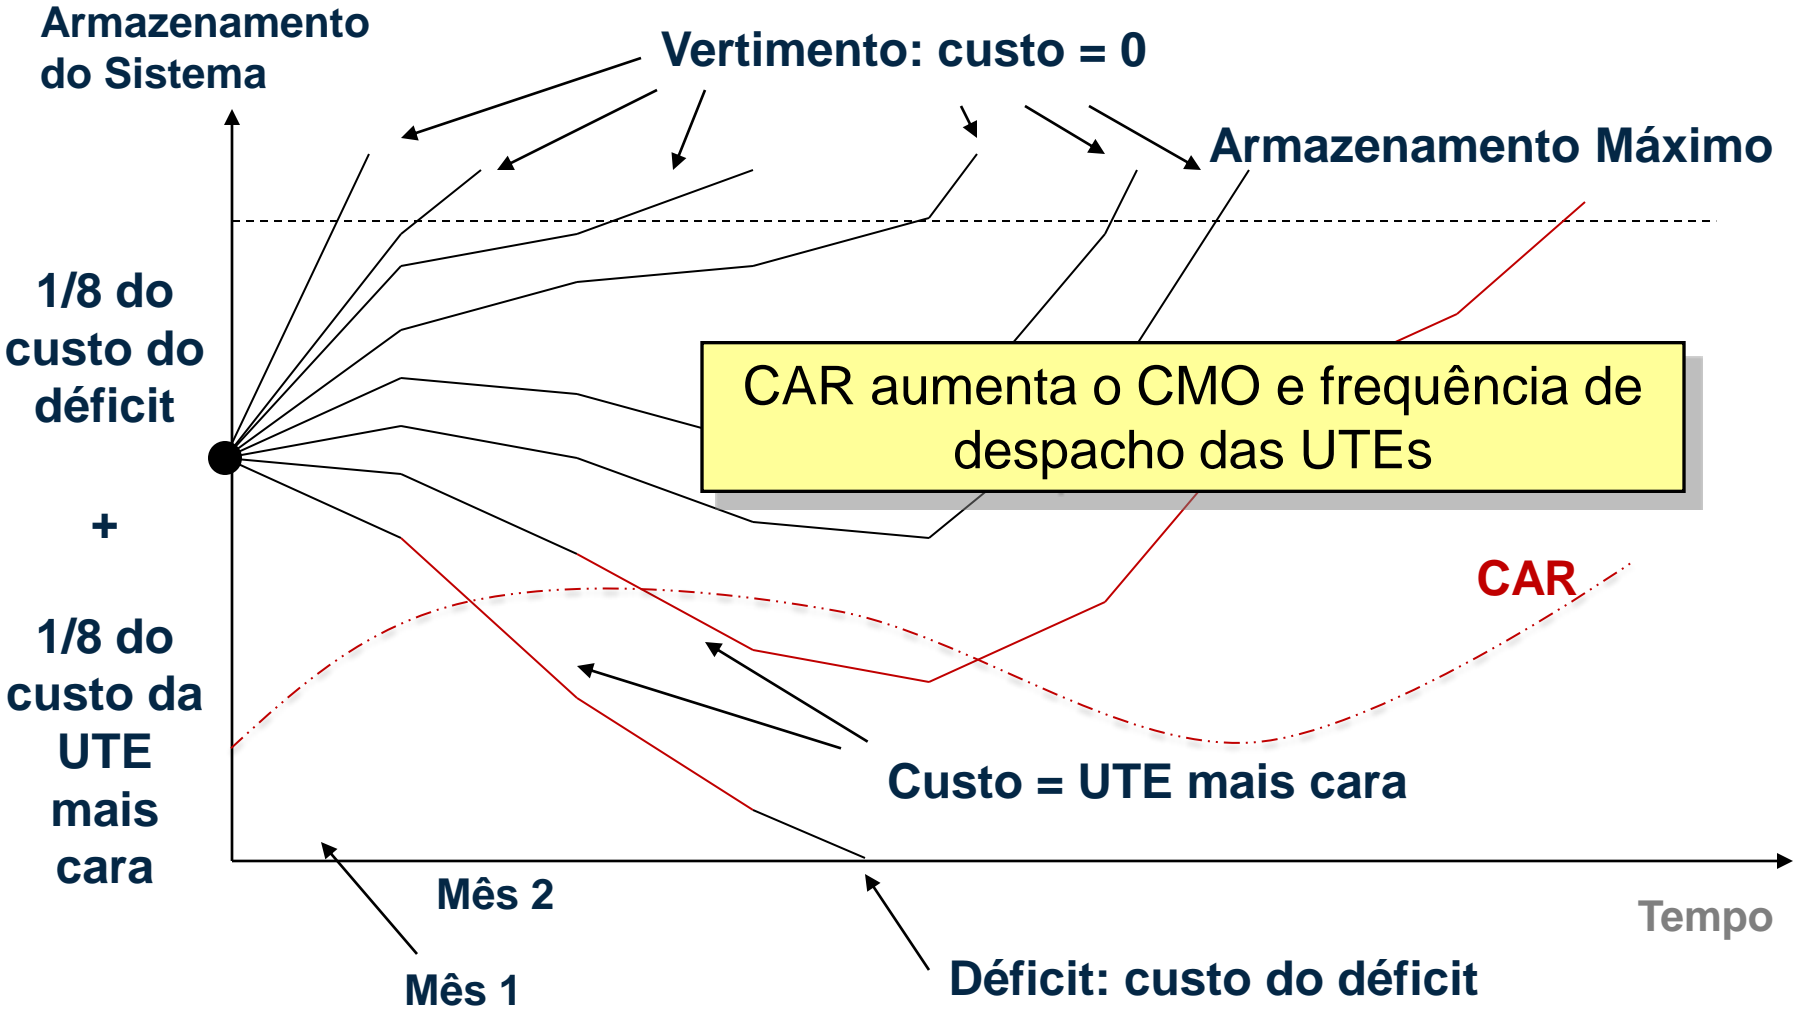 Armazenamento
do Sistema
Vertimento: custo = 0
Armazenamento Máximo
1/8 do
custo do
déficit
+
1/8 do
custo da
UTE
mais
cara
CAR aumenta o CMO e frequência de
despacho das UTEs
CAR
Custo = UTE mais cara
Mês 2
Mês 1
Tempo
Déficit: custo do déficit